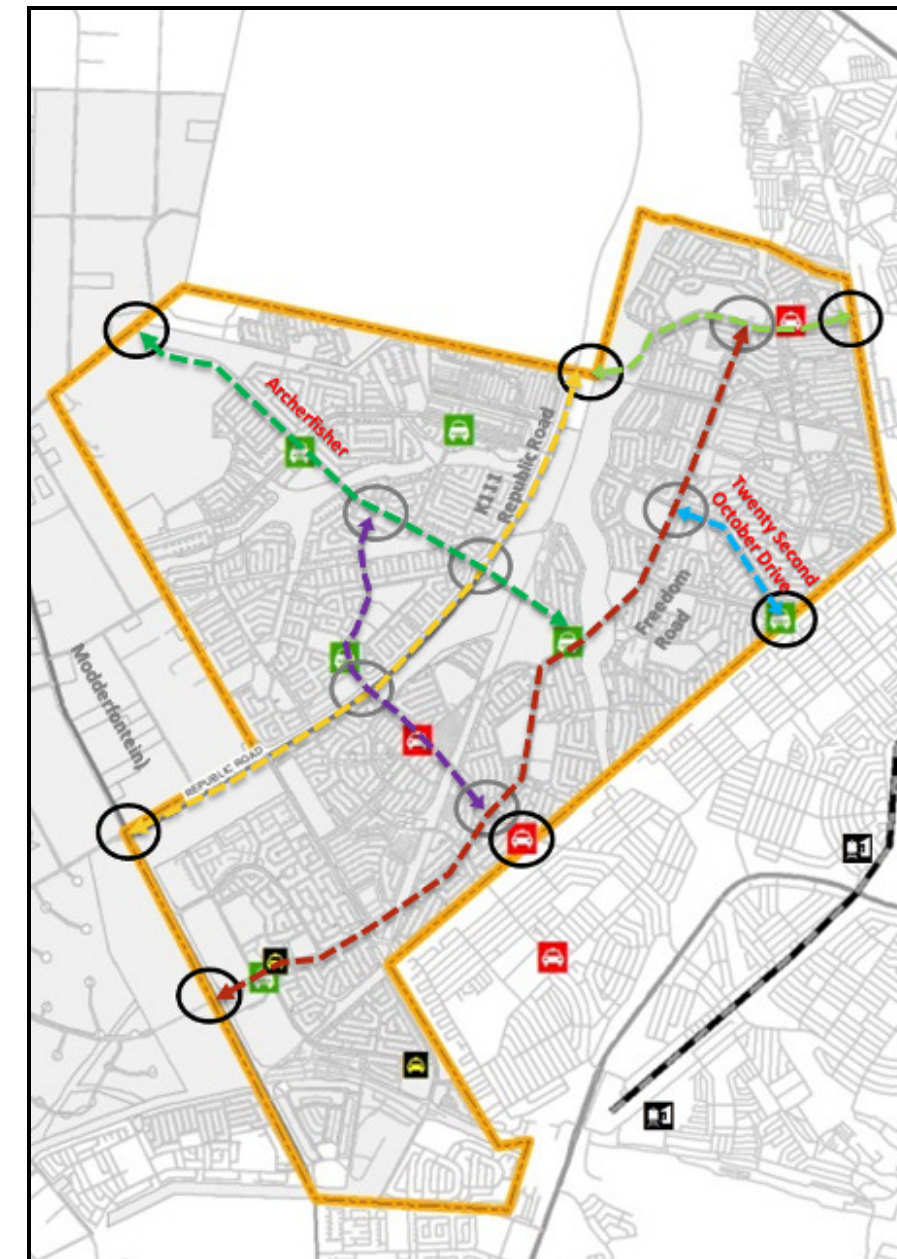 Archerfisher
K111
Republic Road
Twenty Second
October Drive
Freedom
Road
Modderfontein)
REPUBLIC ROAD